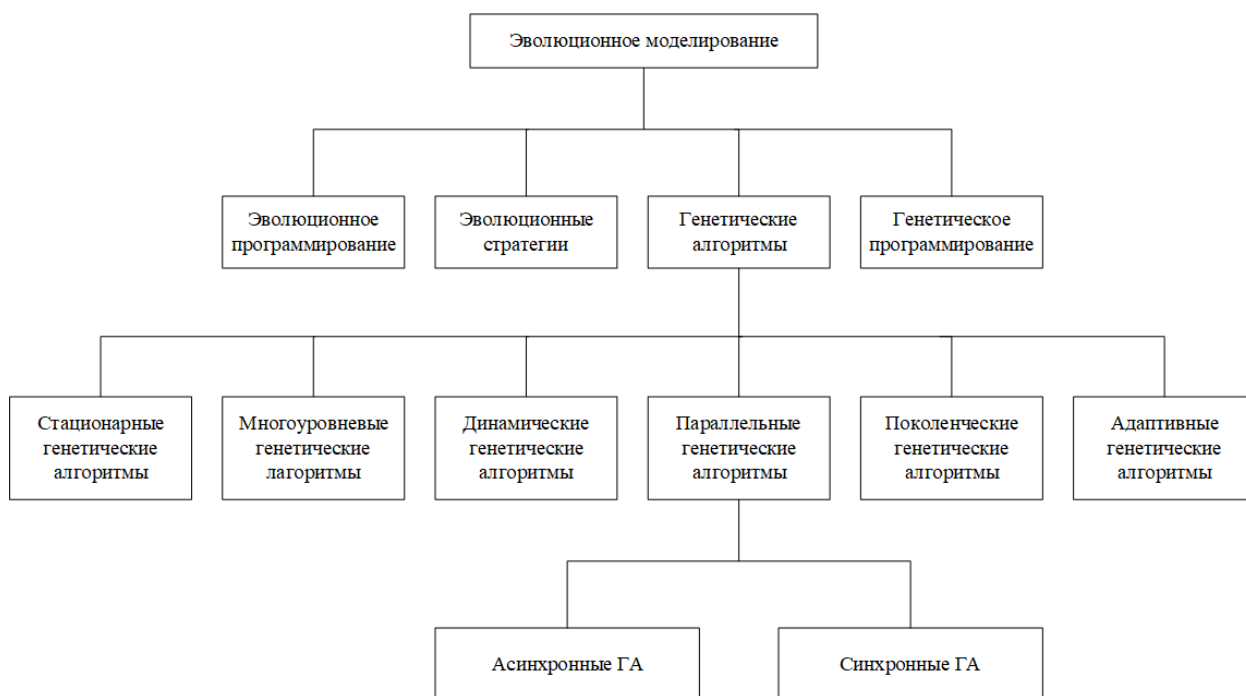 Эволюционное моделирование
Эволюционное
программирование
Эволюционные
стратегии
Генетические
алгоритмы
Генетическое
программирование
Стационарные
генетические
алгоритмы
Многоуровневые
генетические
латоритмы
Динамические
генетические
алгоритмы
Параллельные
генетические
алгоритмы
Поколенческие
генетические
алгоритмы
Адаптивные
генетические
алгоритмы
Асинхронные ГА
Синхронные ГА